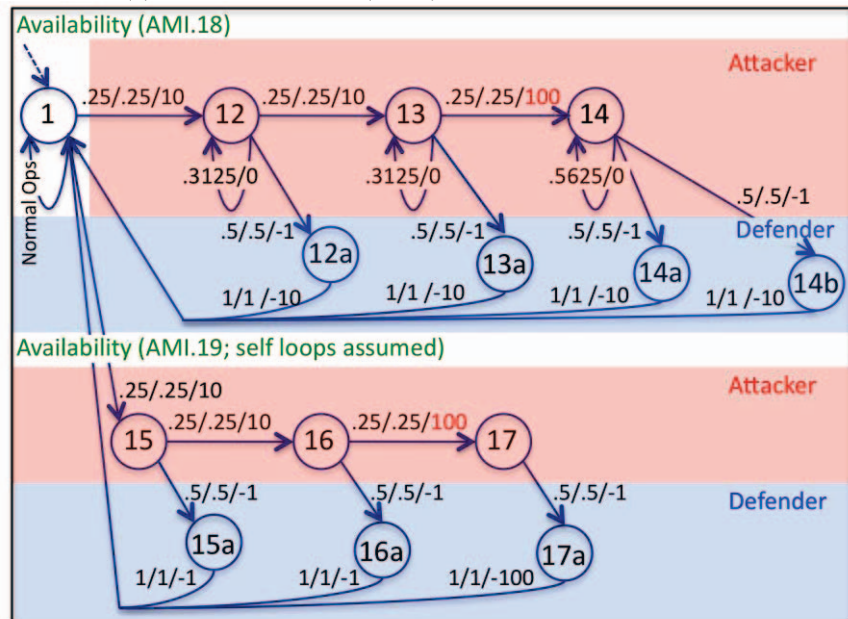 Availability (AMI.18)
Attacker
.25/.25/10
.25/.25/10
.25/.25/100
1
12
13
14
Normal Ops
.3125/0
.3125/0
.5625/0
.5/.5/-1
.5/.5/-1
.5/.5/-1
.5/.5/-1
Defender
12a
13a
14a
14b
1/1 /-10
1/1 /-10
1/1 /-10
1/1 /-10
Availability (AMI.19; self loops assumed)
Attacker
.25/.25/10
.25/.25/10
.25/.25/100
15
16
17
.5/.5/-1
.5/.5/-1
.5/.5/-1
Defender
15a
16a
17a
1/1/-1
1/1/-1
1/1/-100